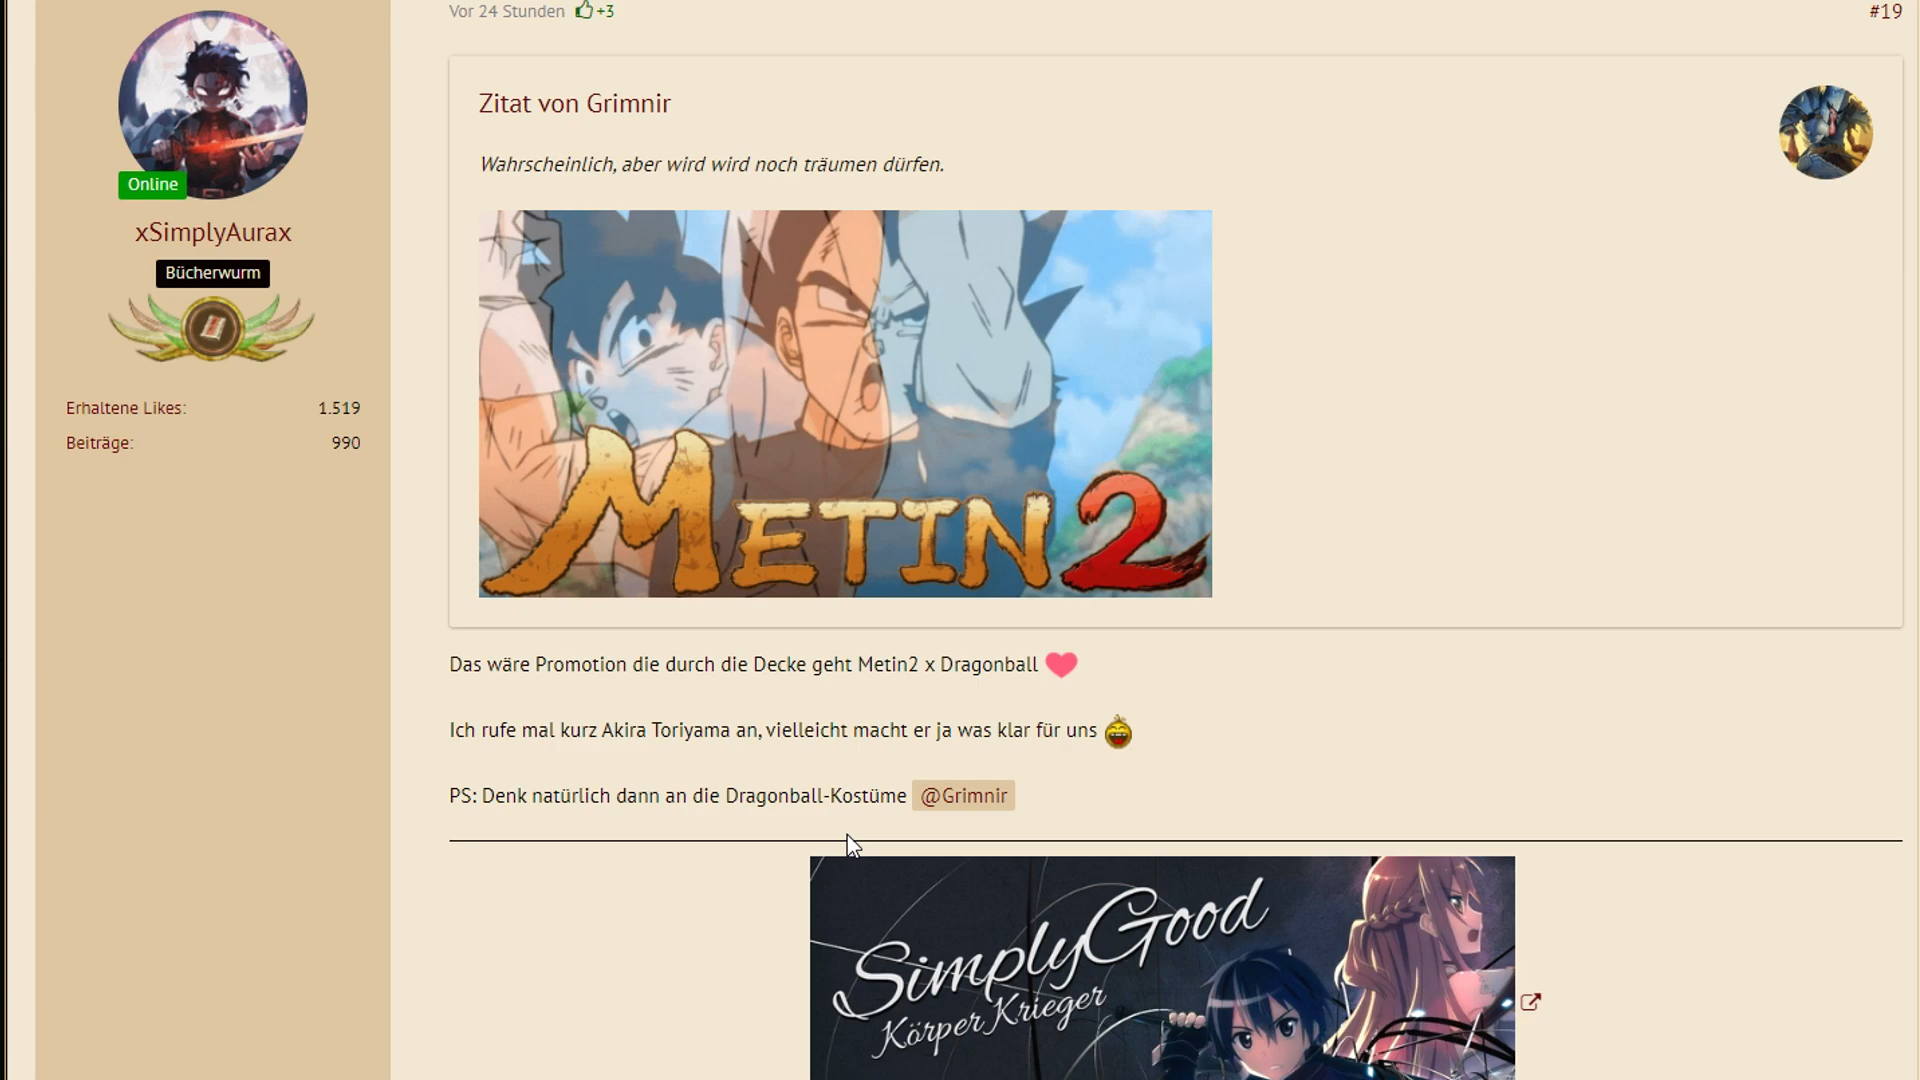 Vor 24 Stunden +3
#19
Zitat von Grimnir
Wahrscheinlich, aber wird wird noch träumen dürfen.
METIN2
Online
xSimplyAurax
Bücherwurm
Erhaltene Likes: 1.519
Beiträge: 990
Das wäre Promotion die durch die Decke geht Metin2 x Dragonball
Ich rufe mal kurz Akira Toriyama an, vielleicht macht er ja was klar für uns
PS: Denk natürlich dann an die Dragonball-Kostüme @Grimnir
SimplyGood
Körper Krieger